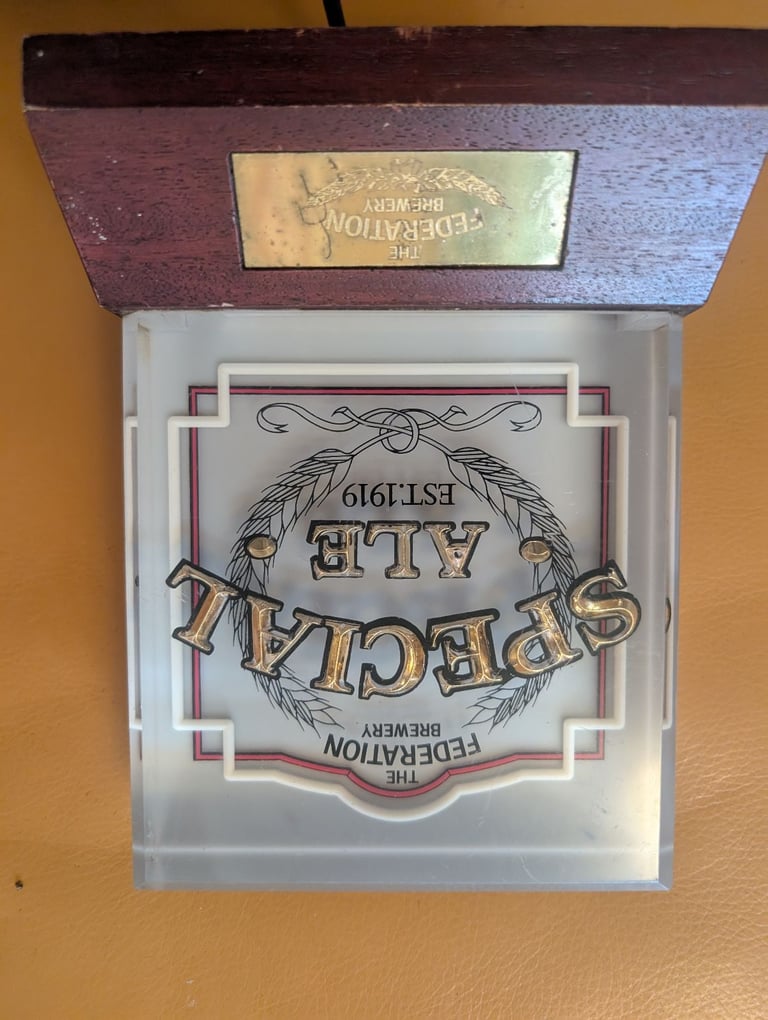 THE
FEDERATION
BREWERY
SPECIAL
ALE
EST.1919
THE
FEDERATION
BREWERY